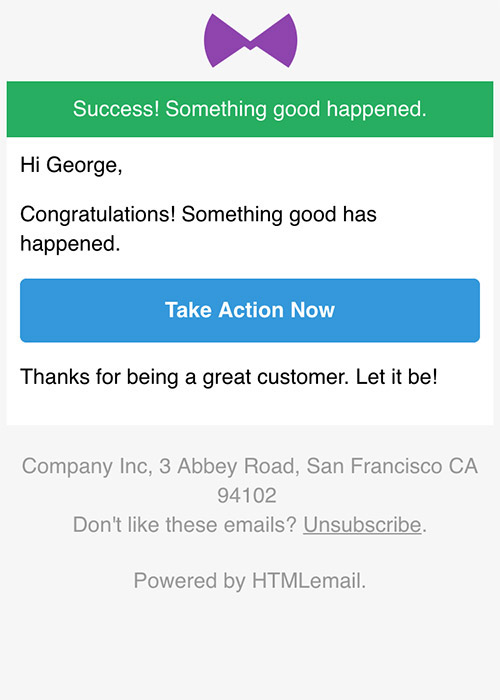 Success! Something good happened.
Hi George,
Congratulations! Something good has
happened.
Take Action Now
Thanks for being a great customer. Let it be!
Company Inc, 3 Abbey Road, San Francisco CA
94102
Don't like these emails? Unsubscribe.
Powered by HTMLemail.